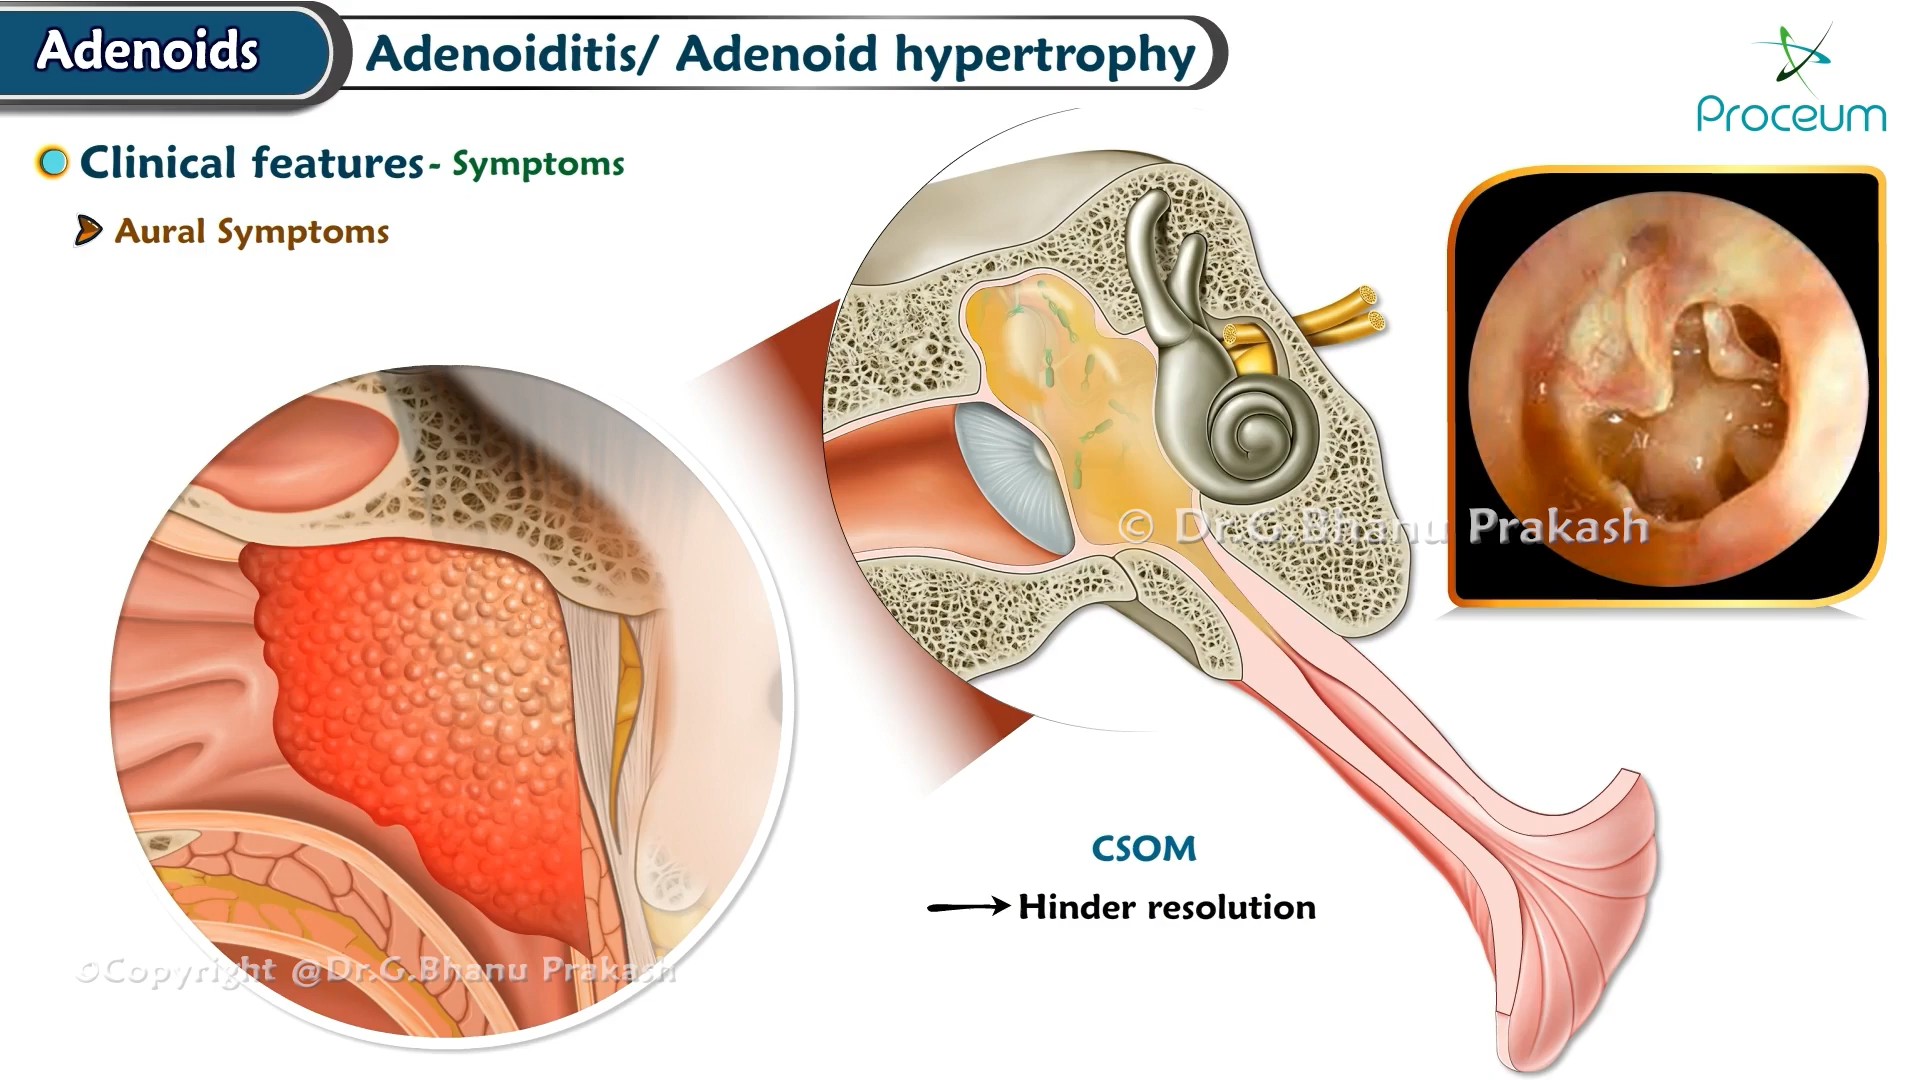 Adenoids
Adenoiditis/ Adenoid hypertrophy
Proceum
Clinical features- Symptoms
Aural Symptoms
© Dr.G.Bhanu Prakash
CSOM
Hinder resolution
©Copyright @Dr.G.Bhanu Prakash